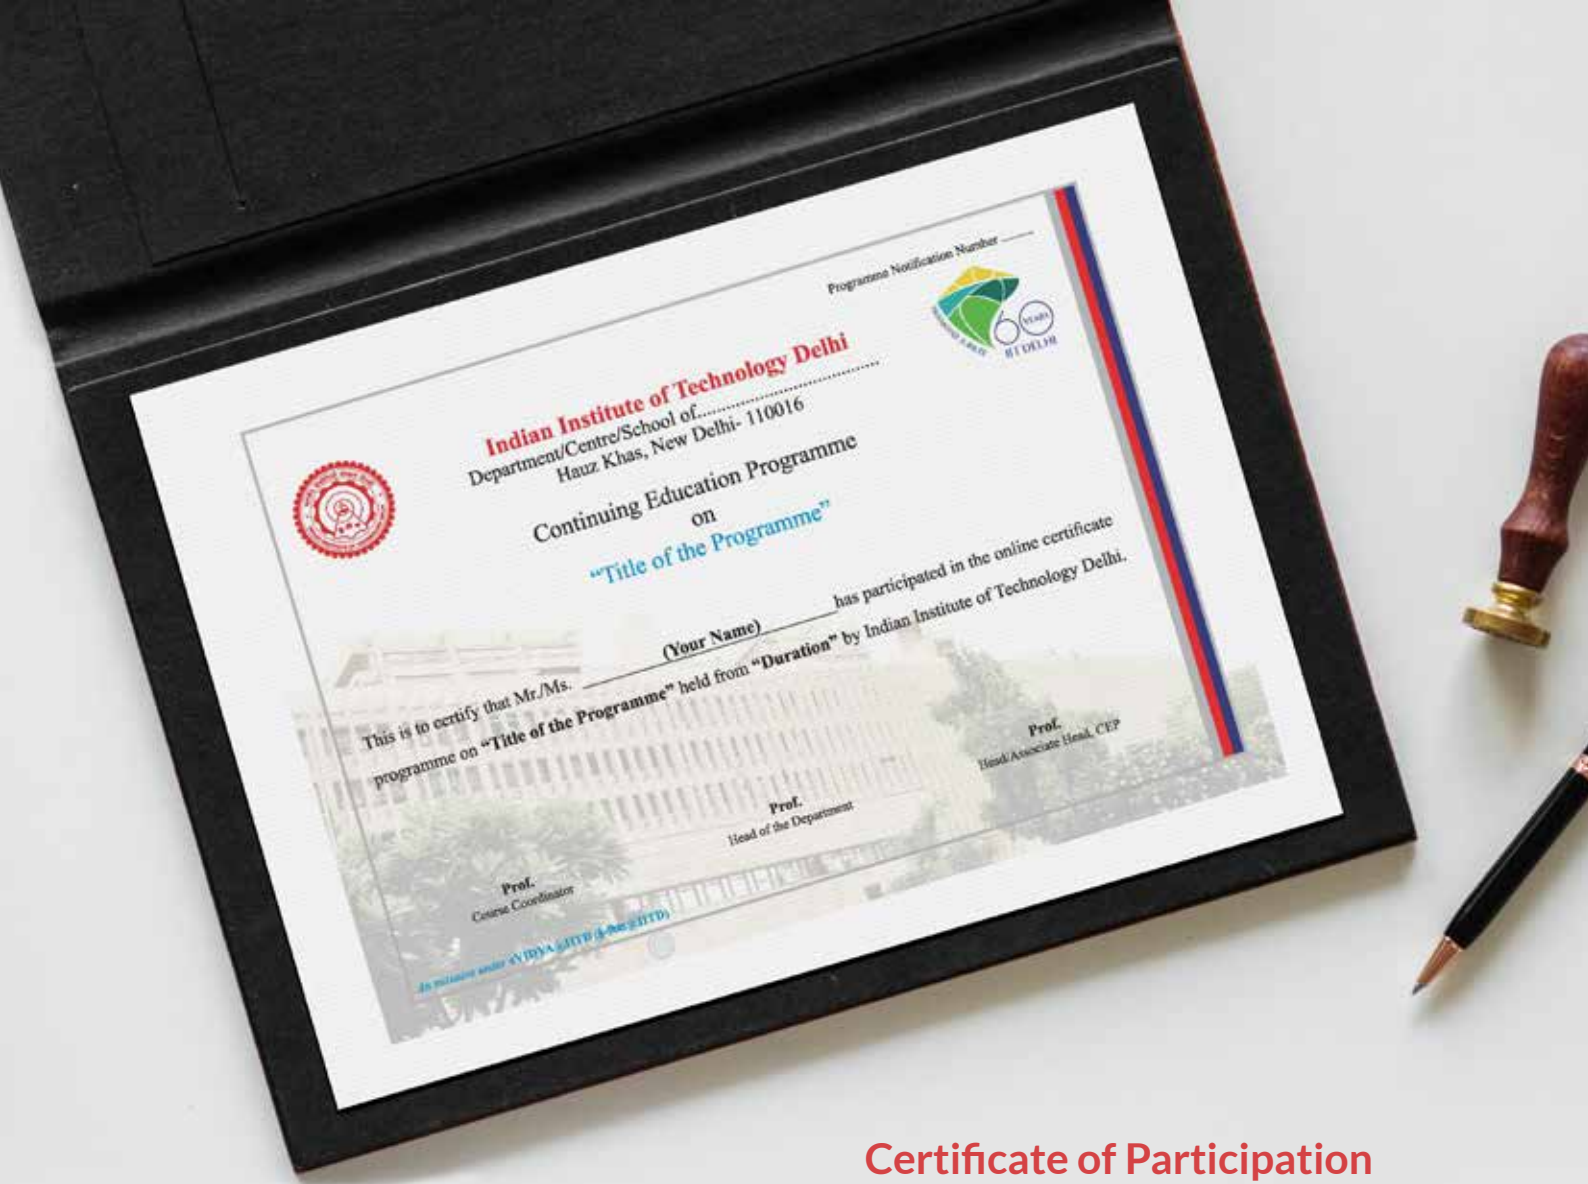 Programme Notification Number ........
60
YEARS
IIT DELHI
Indian Institute of Technology Delhi
Department/Centre/School of......................................
Hauz Khas, New Delhi- 110016
Continuing Education Programme
on
“Title of the Programme”
This is to certify that Mr./Ms. (Your Name) has participated in the online certificate
programme on “Title of the Programme” held from “Duration” by Indian Institute of Technology Delhi.
Prof.
Course Coordinator
Prof.
Head of the Department
Prof.
Head/Associate Head, CEP
Certificate of Participation